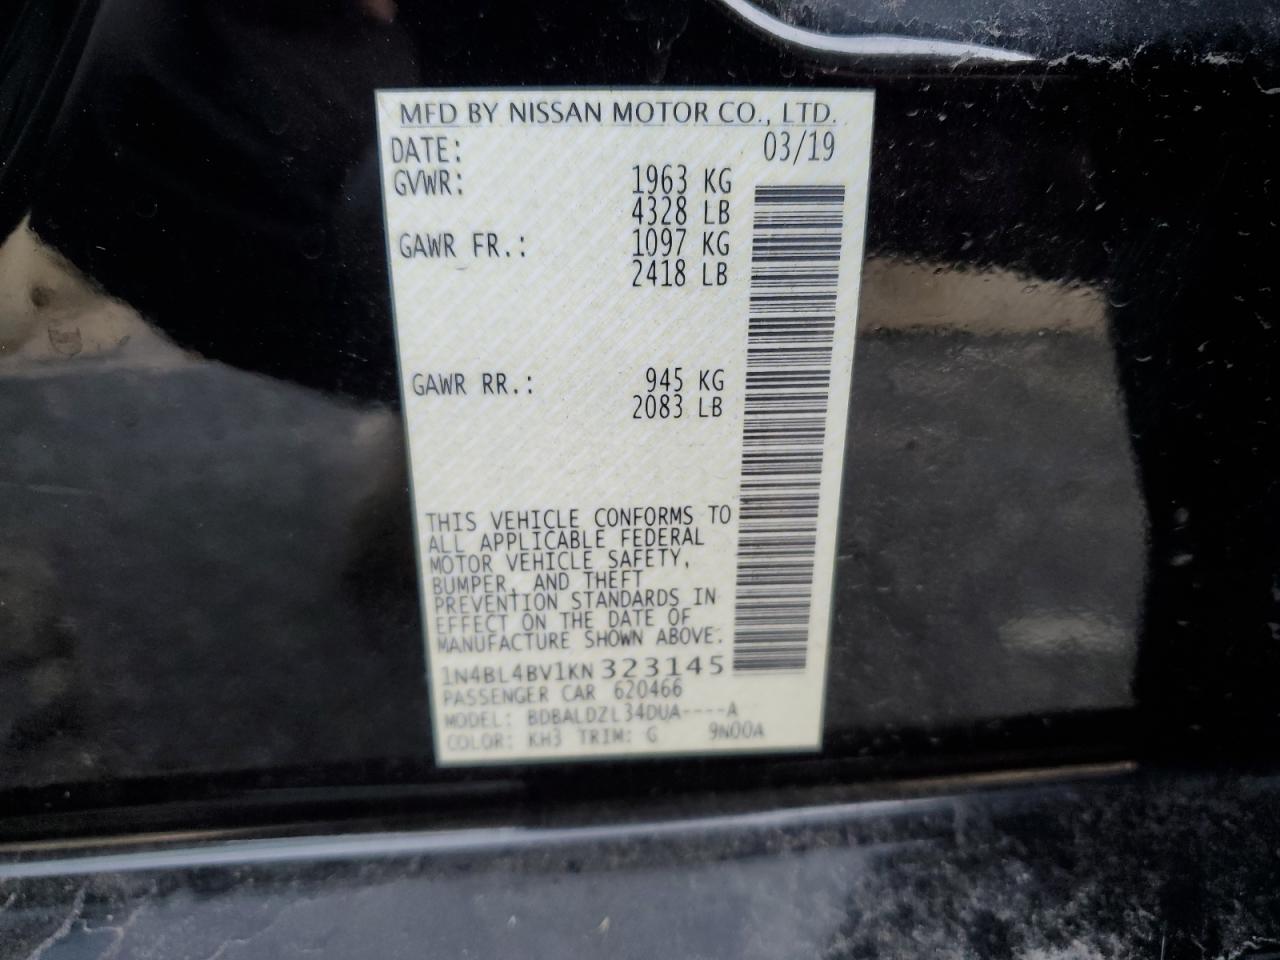 MFD BY NISSAN MOTOR CO., LTD.
DATE: 03/19
GVWR: 1963 KG
4328 LB
GAWR FR.: 1097 KG
2418 LB
GAWR RR.: 945 KG
2083 LB
THIS VEHICLE CONFORMS TO
ALL APPLICABLE FEDERAL
MOTOR VEHICLE SAFETY,
BUMPER, AND THEFT
PREVENTION STANDARDS IN
EFFECT ON THE DATE OF
MANUFACTURE SHOWN ABOVE.
1N4BL4BV1KN323145
PASSENGER CAR 620466
MODEL: BDBALDZL34DUA----A
COLOR: KH3 TRIM: G 9N00A